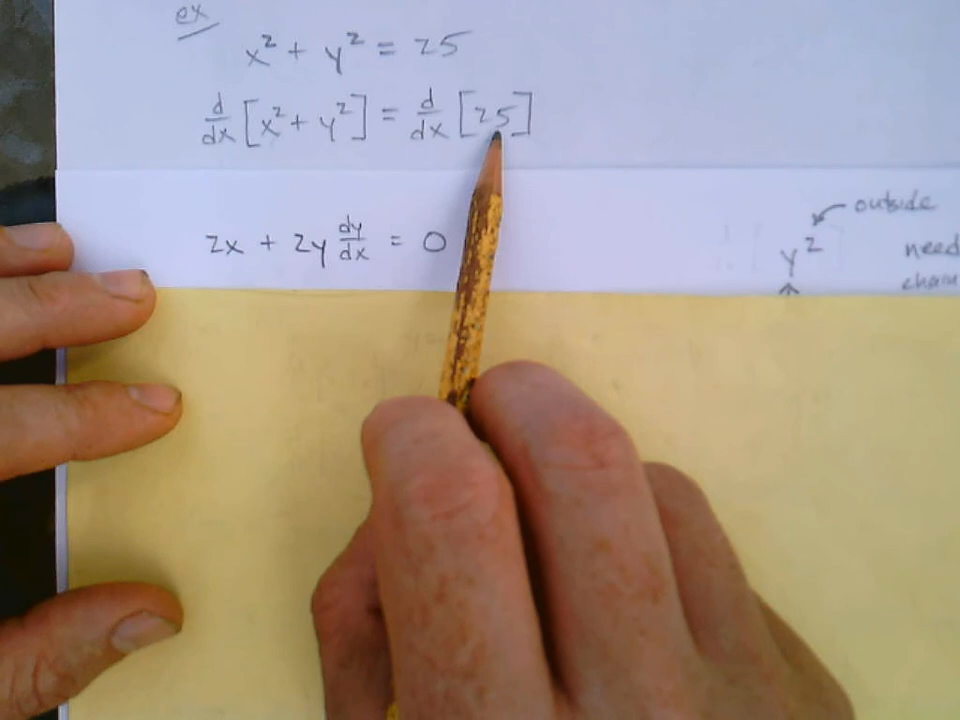 ex
x² + y² = 25
d/dx [x² + y²] = d/dx [25]
2x + 2y dy/dx = 0
outside
y²
need
chain